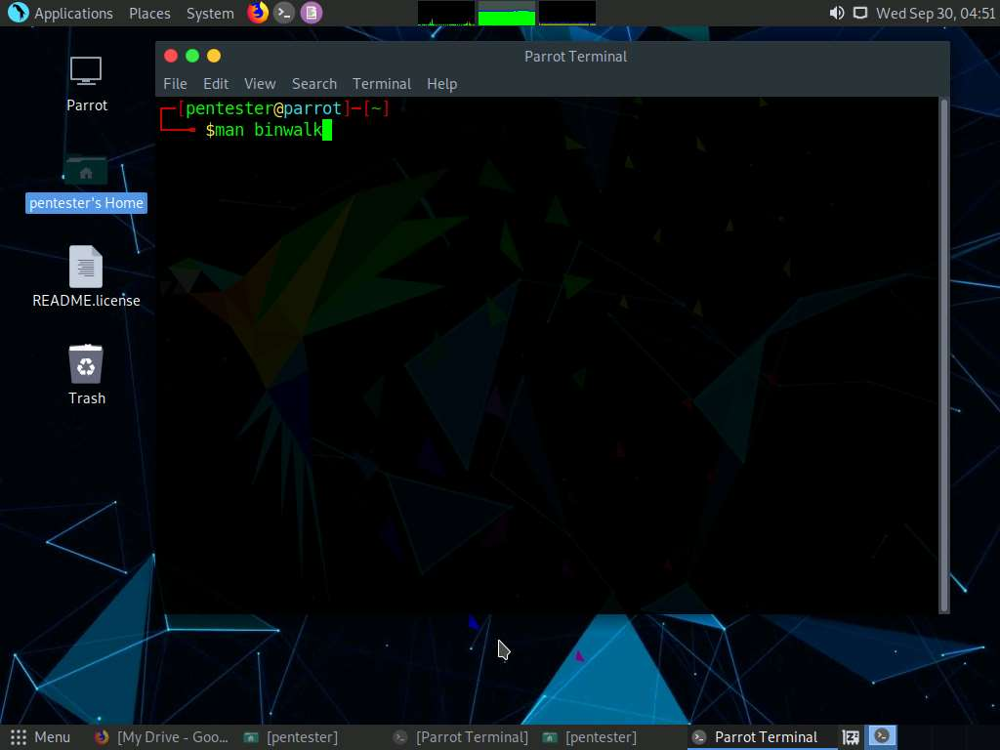 Applications Places System Wed Sep 30, 04:51
Parrot Terminal
File Edit View Search Terminal Help
┌─[pentester@parrot]─[~]
└──╼ $man binwalk
Parrot
pentester's Home
README.license
Trash
Menu [My Drive - Goo... [pentester] [Parrot Terminal] [pentester] Parrot Terminal